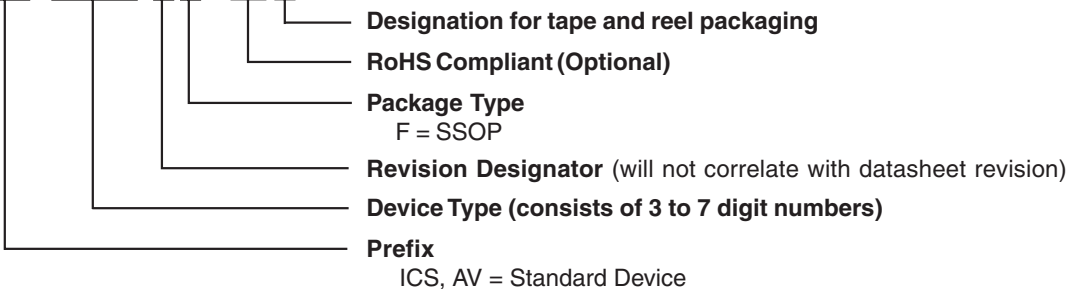 Designation for tape and reel packaging
RoHS Compliant (Optional)
Package Type
F = SSOP
Revision Designator (will not correlate with datasheet revision)
Device Type (consists of 3 to 7 digit numbers)
Prefix
ICS, AV = Standard Device